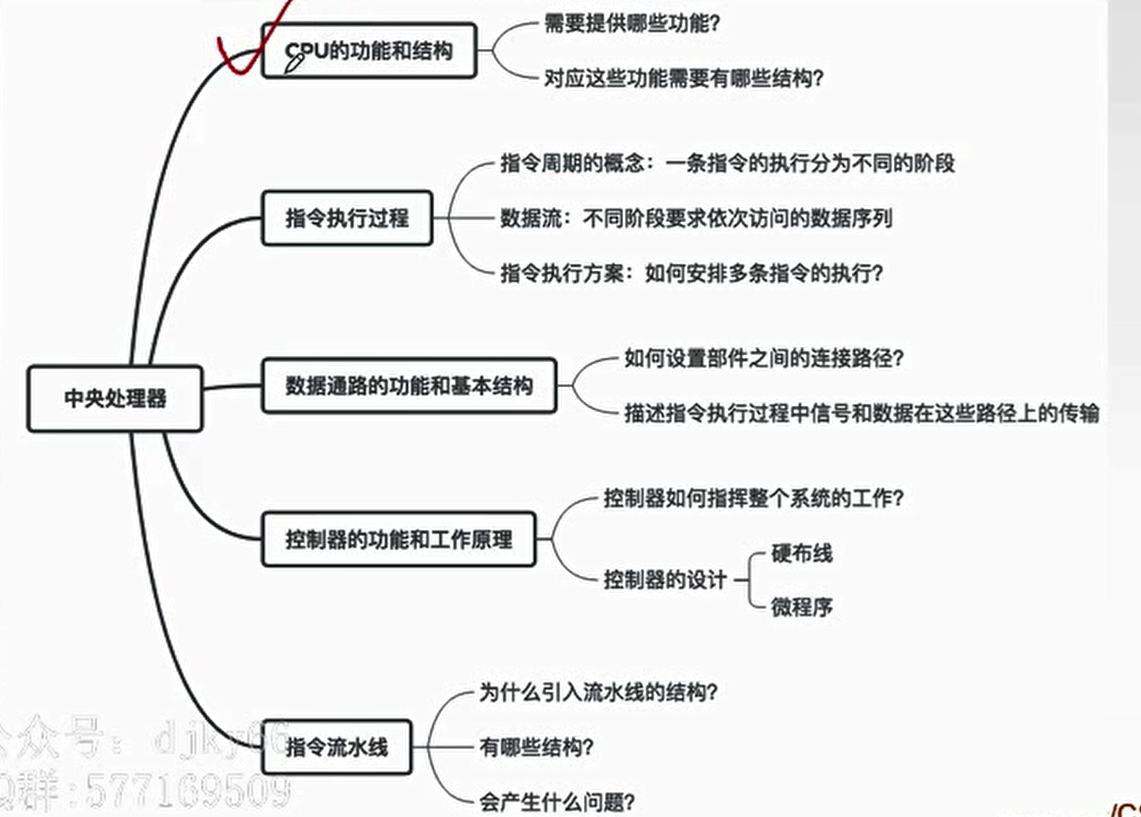 CPU的功能和结构
需要提供哪些功能?
对应这些功能需要有哪些结构?
指令执行过程
指令周期的概念：一条指令的执行分为不同的阶段
数据流：不同阶段要求依次访问的数据序列
指令执行方案：如何安排多条指令的执行?
中央处理器
数据通路的功能和基本结构
如何设置部件之间的连接路径?
描述指令执行过程中信号和数据在这些路径上的传输
控制器的功能和工作原理
控制器如何指挥整个系统的工作?
控制器的设计
硬布线
微程序
指令流水线
为什么引入流水线的结构?
有哪些结构?
会产生什么问题?
公众号: djky66
Q群:577169509